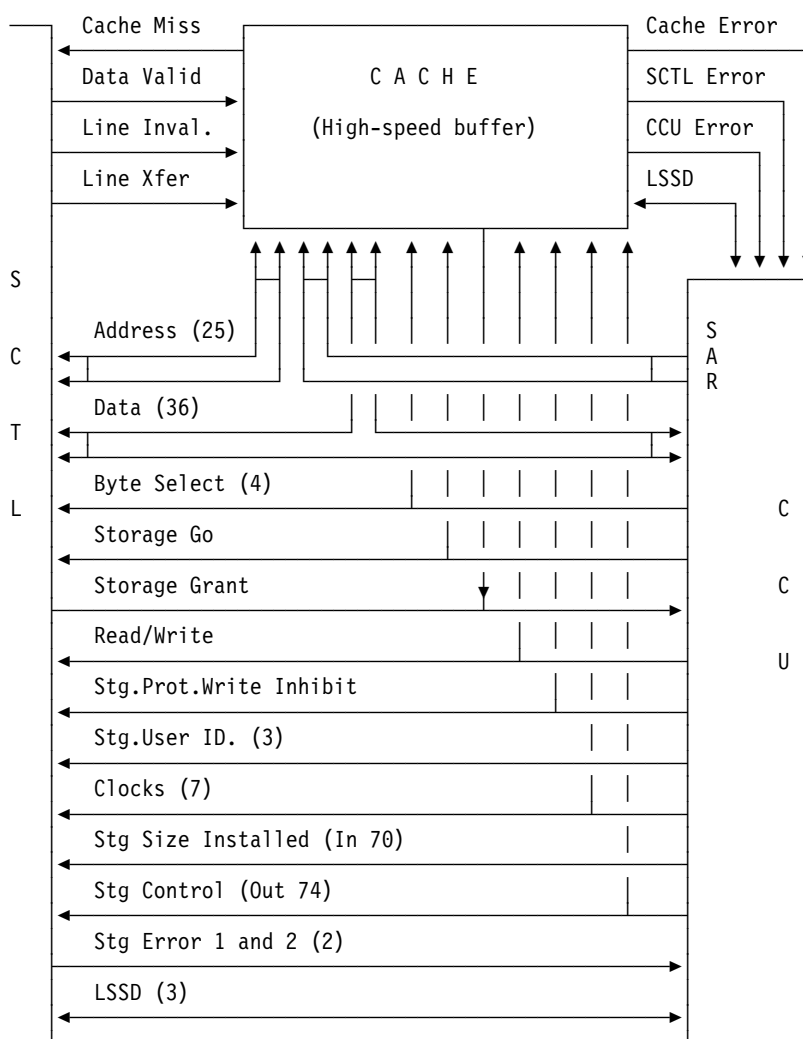 Cache Miss
Cache Error
Data Valid
C A C H E
SCTL Error
Line Inval.
(High-speed buffer)
CCU Error
Line Xfer
LSSD
S
Address (25)
S
C
A
R
Data (36)
T
Byte Select (4)
L
C
Storage Go
Storage Grant
C
Read/Write
U
Stg.Prot.Write Inhibit
Stg.User ID. (3)
Clocks (7)
Stg Size Installed (In 70)
Stg Control (Out 74)
Stg Error 1 and 2 (2)
LSSD (3)